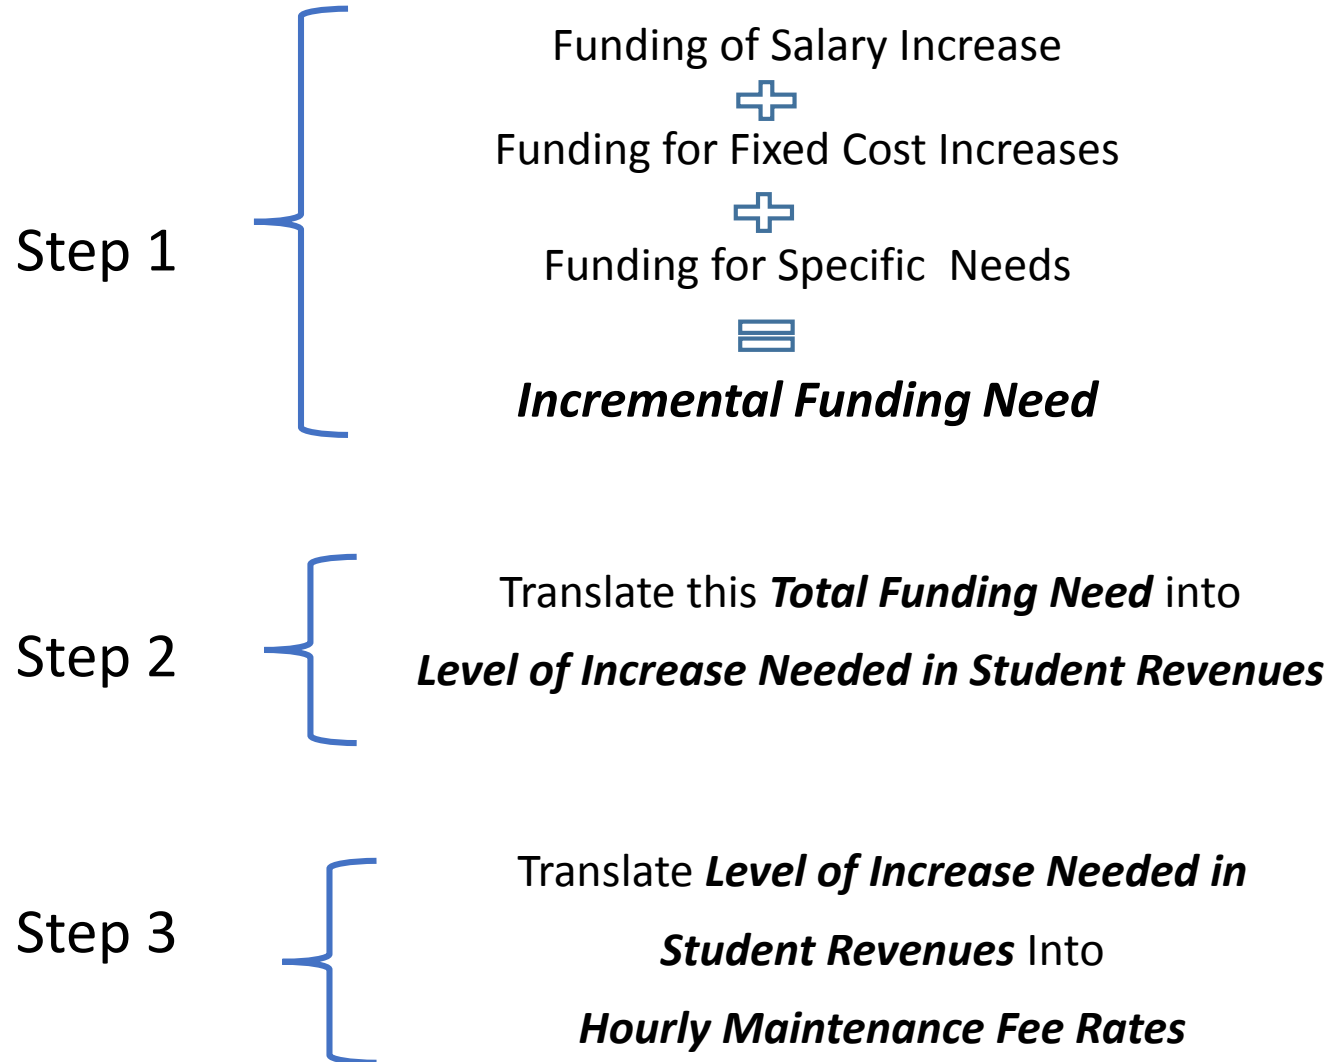 Step 1
Funding of Salary Increase
Funding for Fixed Cost Increases
Funding for Specific  Needs
Incremental Funding Need
Step 2
Translate this Total Funding Need into
Level of Increase Needed in Student Revenues
Step 3
Translate Level of Increase Needed in
Student Revenues Into
Hourly Maintenance Fee Rates